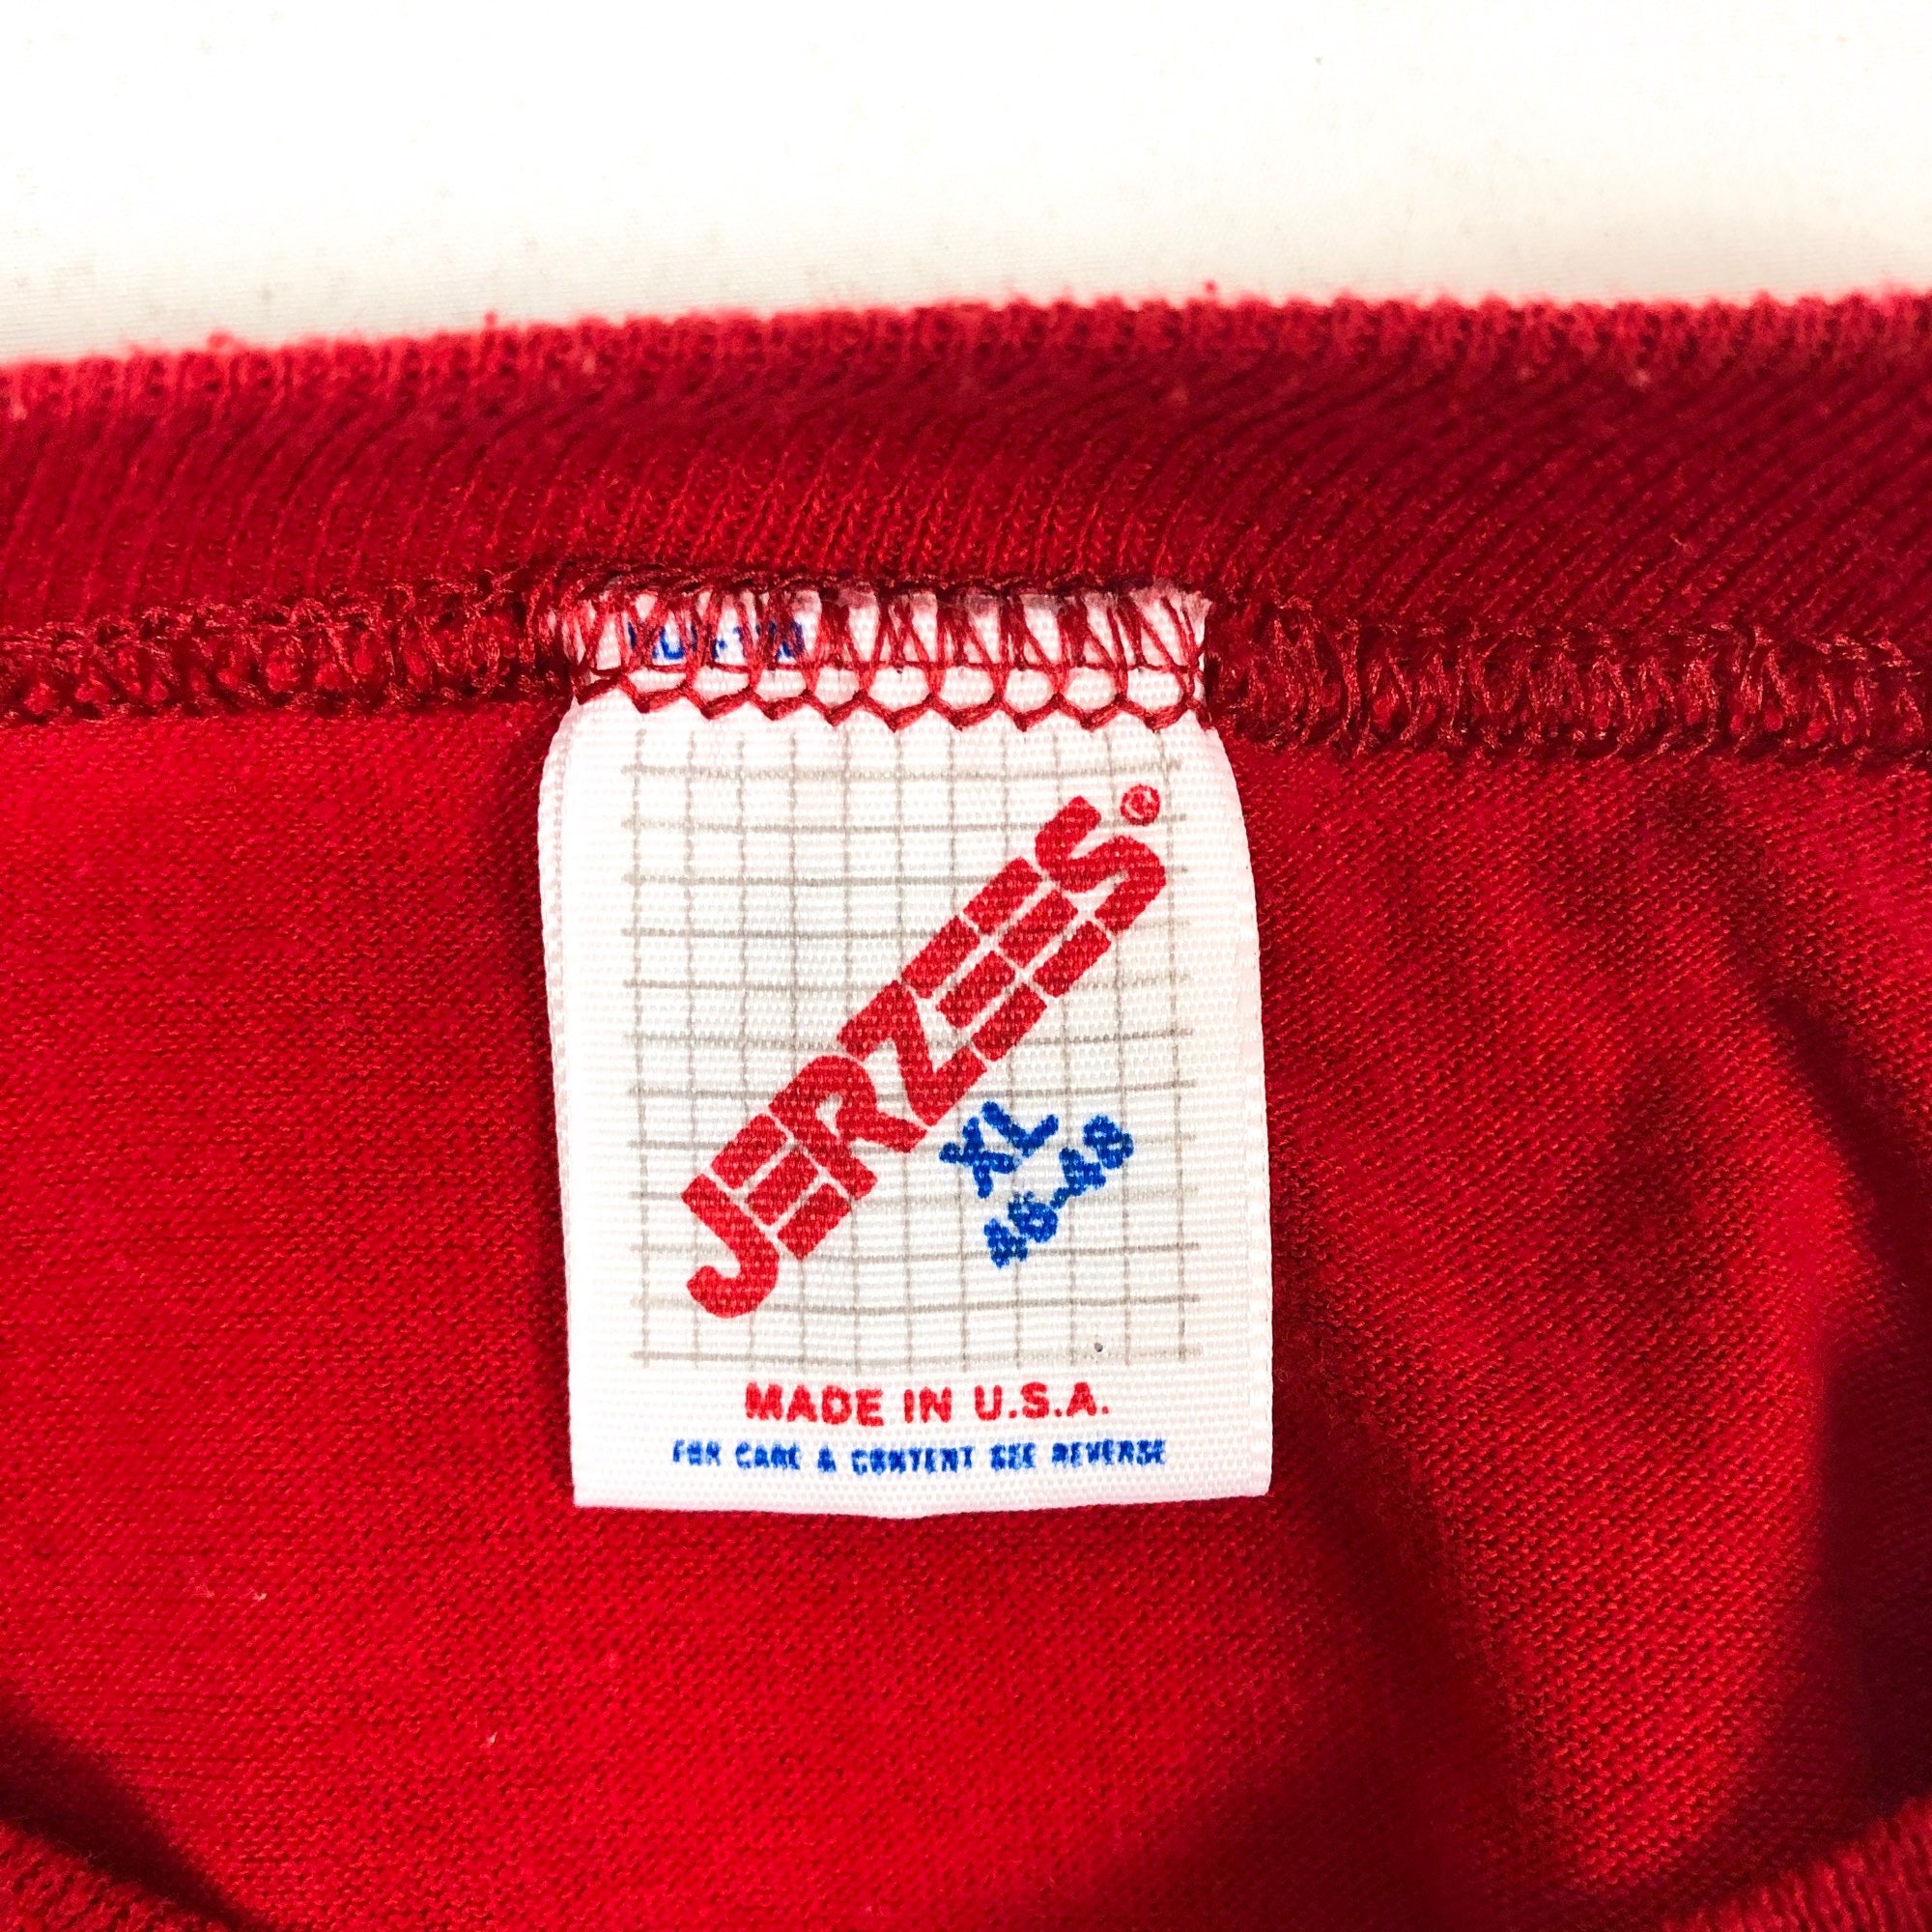 JERZEES®
XL
46-48
MADE IN U.S.A.
FOR CARE & CONTENT SEE REVERSE